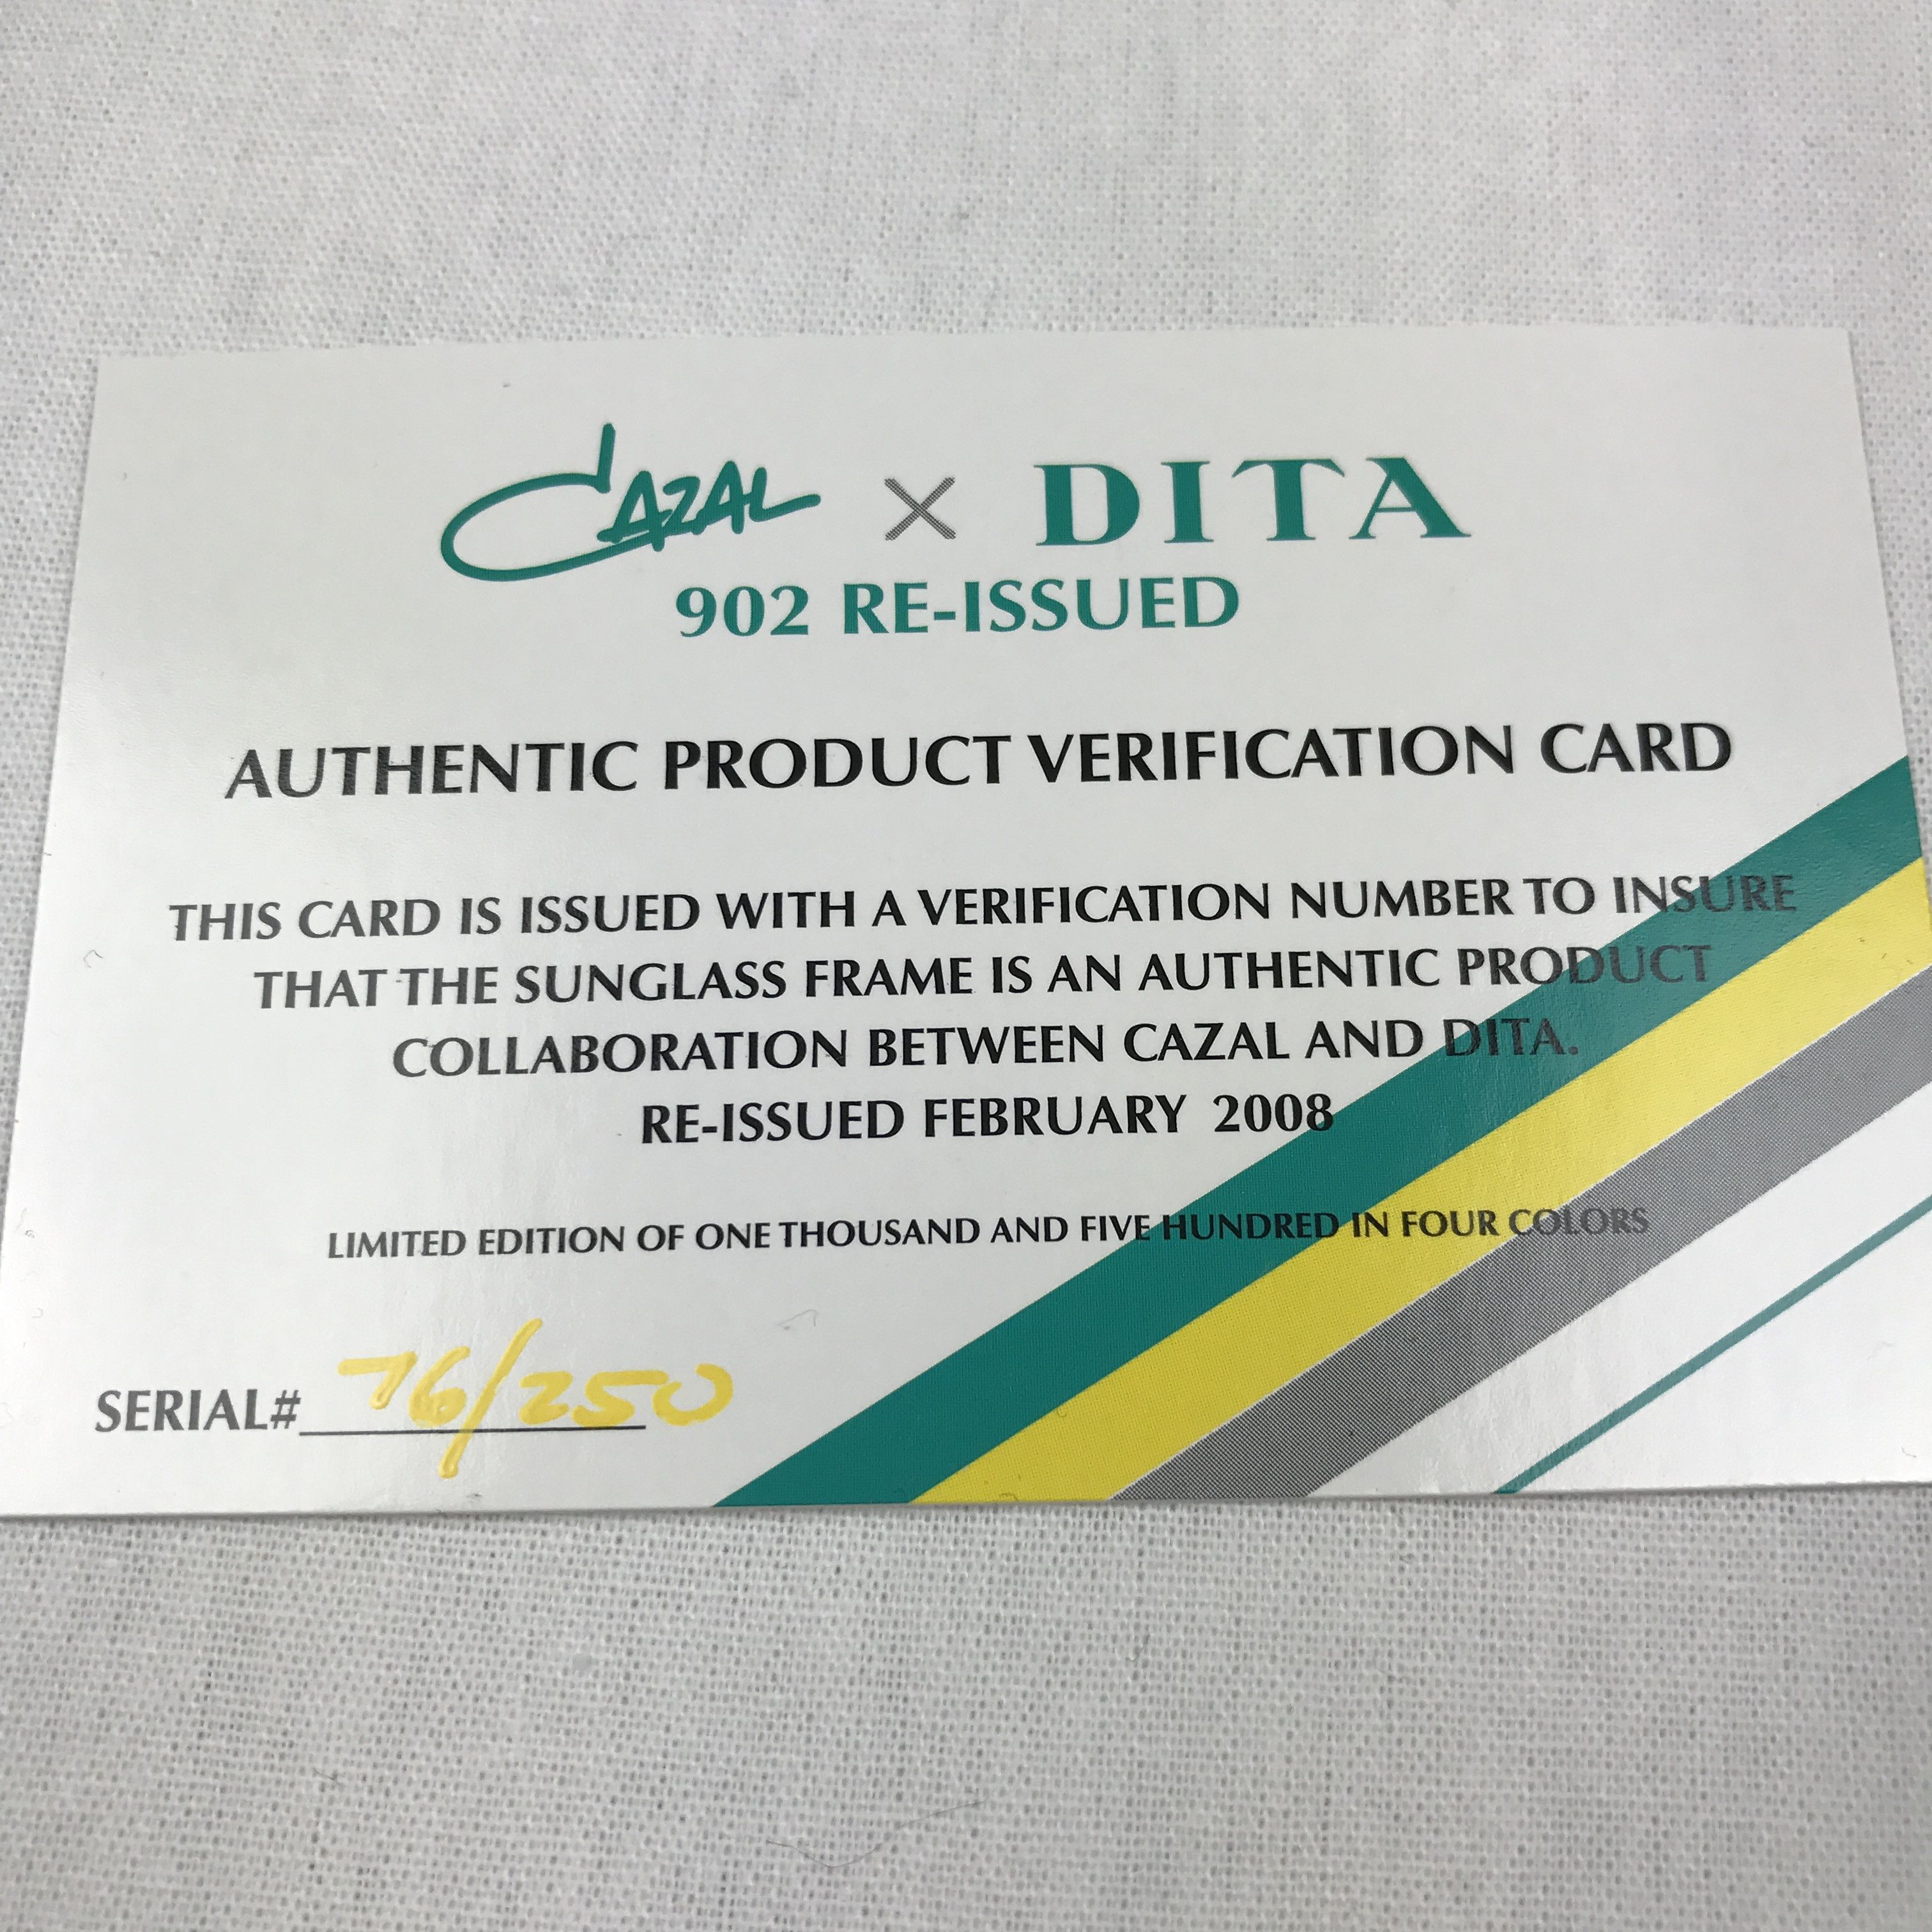 CAZAL × DITA
902 RE-ISSUED
AUTHENTIC PRODUCT VERIFICATION CARD
THIS CARD IS ISSUED WITH A VERIFICATION NUMBER TO INSURE
THAT THE SUNGLASS FRAME IS AN AUTHENTIC PRODUCT
COLLABORATION BETWEEN CAZAL AND DITA.
RE-ISSUED FEBRUARY 2008
LIMITED EDITION OF ONE THOUSAND AND FIVE HUNDRED IN FOUR COLORS
SERIAL# 76/250